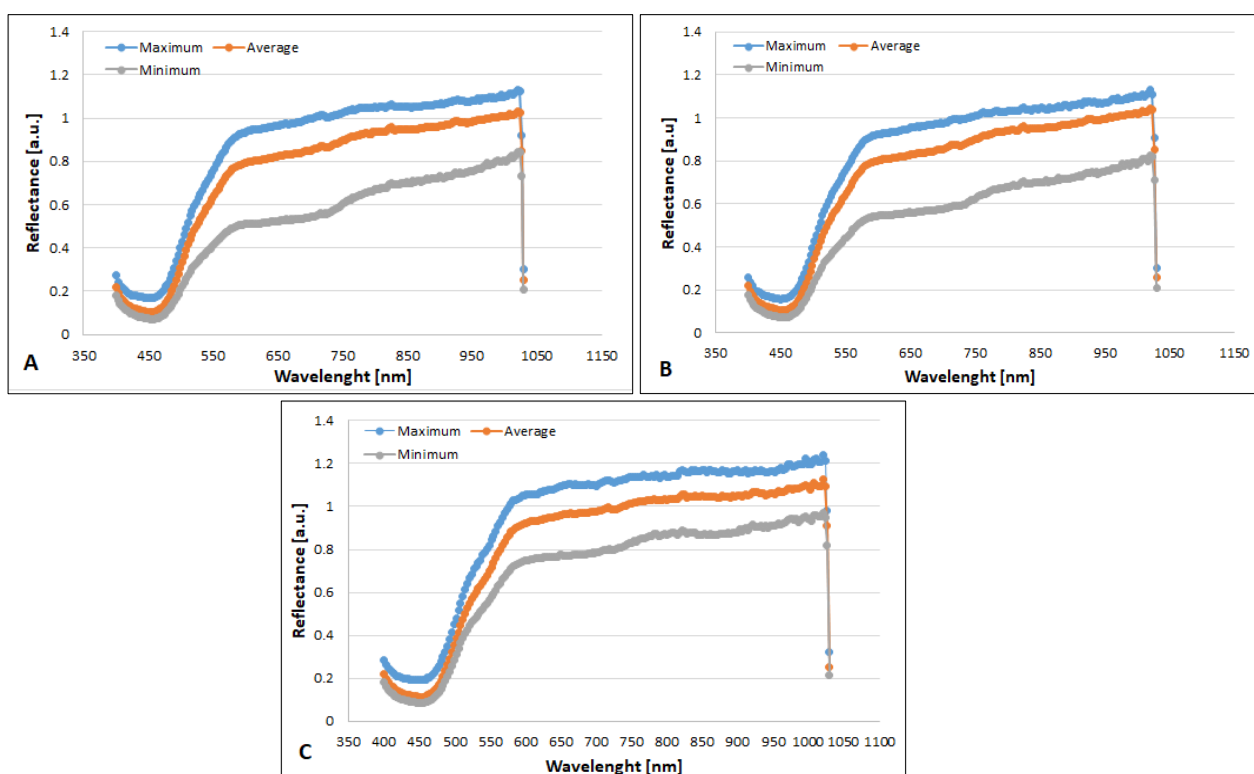 1.4
Maximum Average
Minimum
1.2
1
0.8
0.6
0.4
0.2
0
Reflectance [a.u.]
350 450 550 650 750 850 950 1050 1150
A
Wavelenght [nm]
1.4
Maximum Average
Minimum
1.2
1
0.8
0.6
0.4
0.2
0
Reflectance [a.u]
350 450 550 650 750 850 950 1050 1150
B
Wavelenght [nm]
1.4
Maximum Average
Minimum
1.2
1
0.8
0.6
0.4
0.2
0
Reflectance [a.u.]
350 400 450 500 550 600 650 700 750 800 850 900 950 1000 1050 1100
C
Wavelenght [nm]